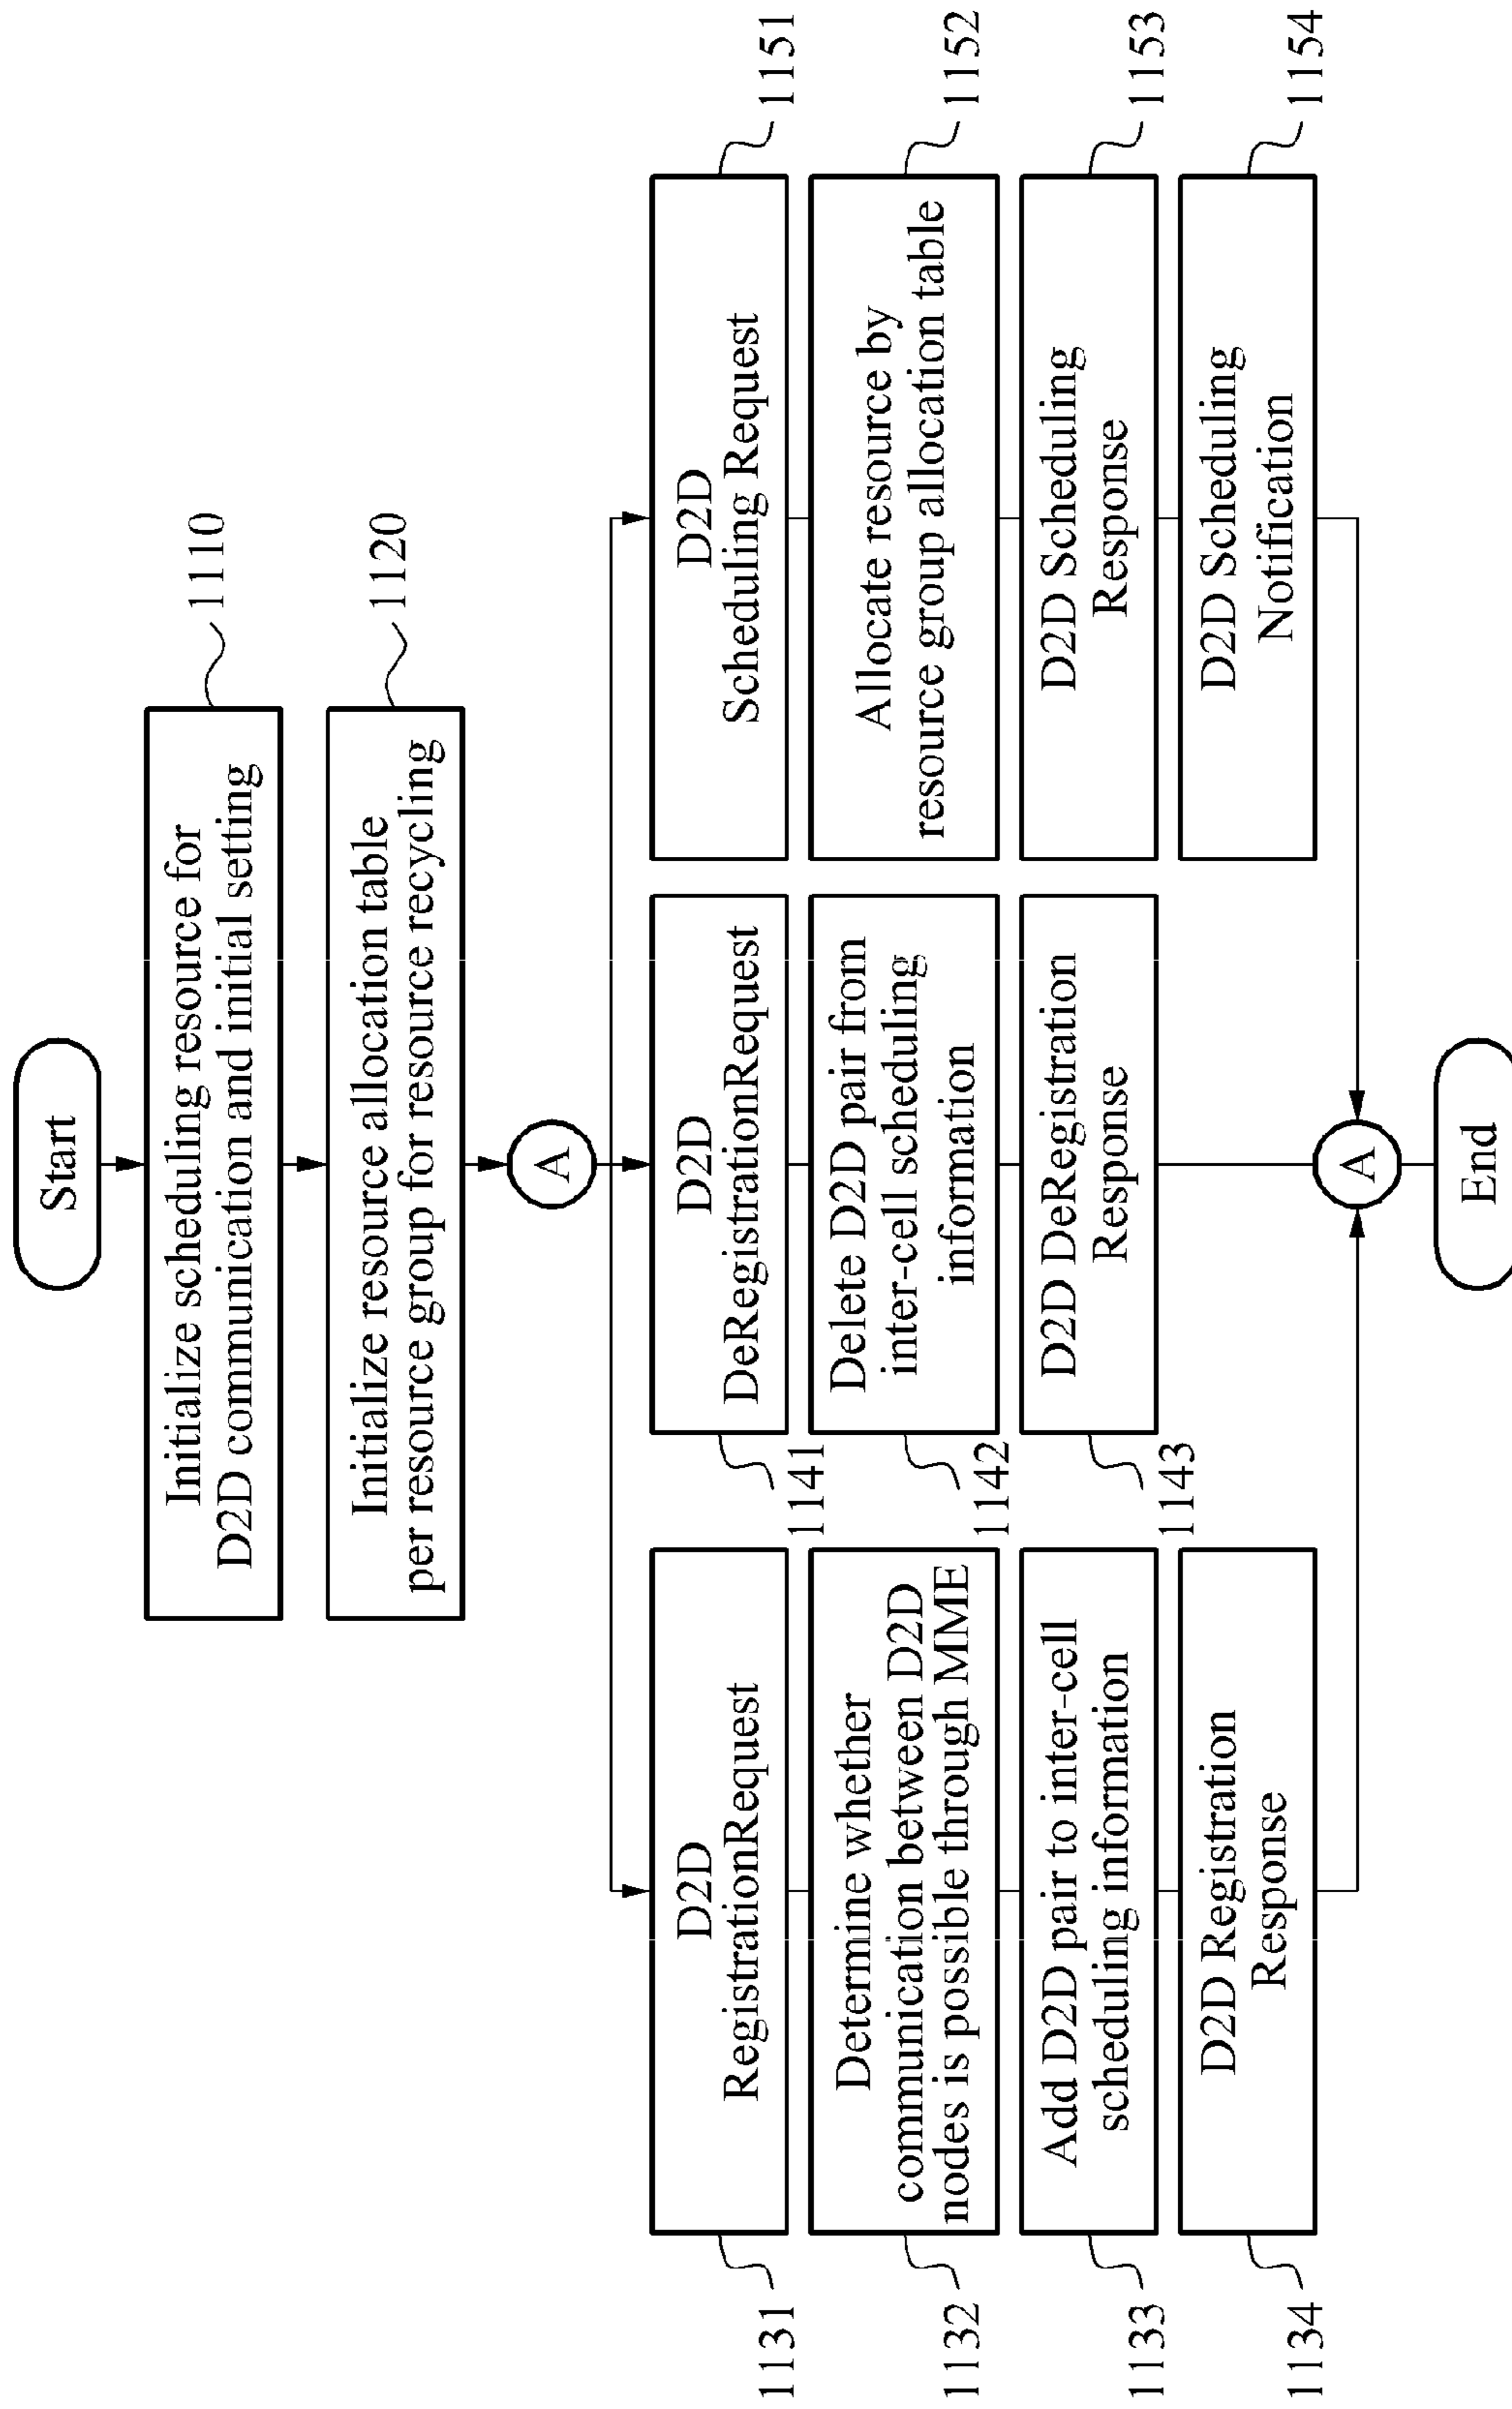 Start
Initialize scheduling resource for
D2D communication and initial setting
1110
Initialize resource allocation table
per resource group for resource recycling
1120
A
D2D
RegistrationRequest
1131
Determine whether
communication between D2D
nodes is possible through MME
1132
Add D2D pair to inter-cell
scheduling information
1133
D2D Registration
Response
1134
D2D
DeRegistrationRequest
1141
Delete D2D pair from
inter-cell scheduling
information
1142
D2D DeRegistration
Response
1143
D2D
Scheduling Request
1151
Allocate resource by
resource group allocation table
1152
D2D Scheduling
Response
1153
D2D Scheduling
Notification
1154
A
End